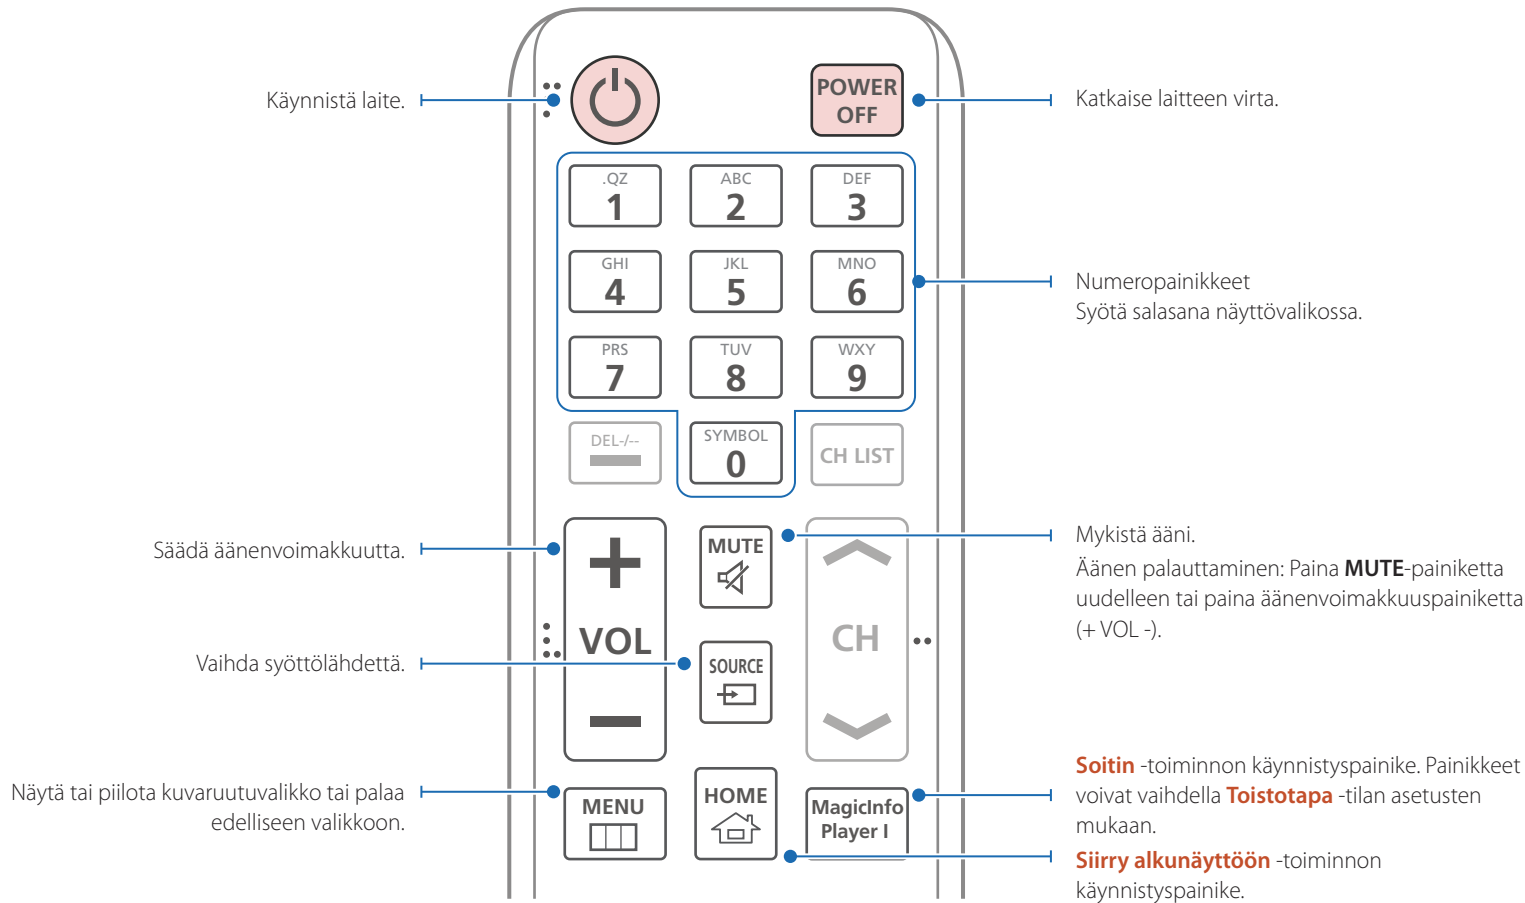 Käynnistä laite.
POWER
OFF
Katkaise laitteen virta.
.QZ
1
ABC
2
DEF
3
GHI
4
JKL
5
MNO
6
Numeropainikkeet
Syötä salasana näyttövalikossa.
PRS
7
TUV
8
WXY
9
DEL-/--
SYMBOL
0
CH LIST
Säädä äänenvoimakkuutta.
MUTE
Mykistä ääni.
Äänen palauttaminen: Paina MUTE-painiketta
uudelleen tai paina äänenvoimakkuuspainiketta
(+ VOL -).
VOL
CH
Vaihda syöttölähdettä.
SOURCE
Näytä tai piilota kuvaruutuvalikko tai palaa
edelliseen valikkoon.
MENU
HOME
MagicInfo
Player I
Soitin -toiminnon käynnistyspainike. Painikkeet
voivat vaihdella Toistotapa -tilan asetusten
mukaan.
Siirry alkunäyttöön -toiminnon
käynnistyspainike.